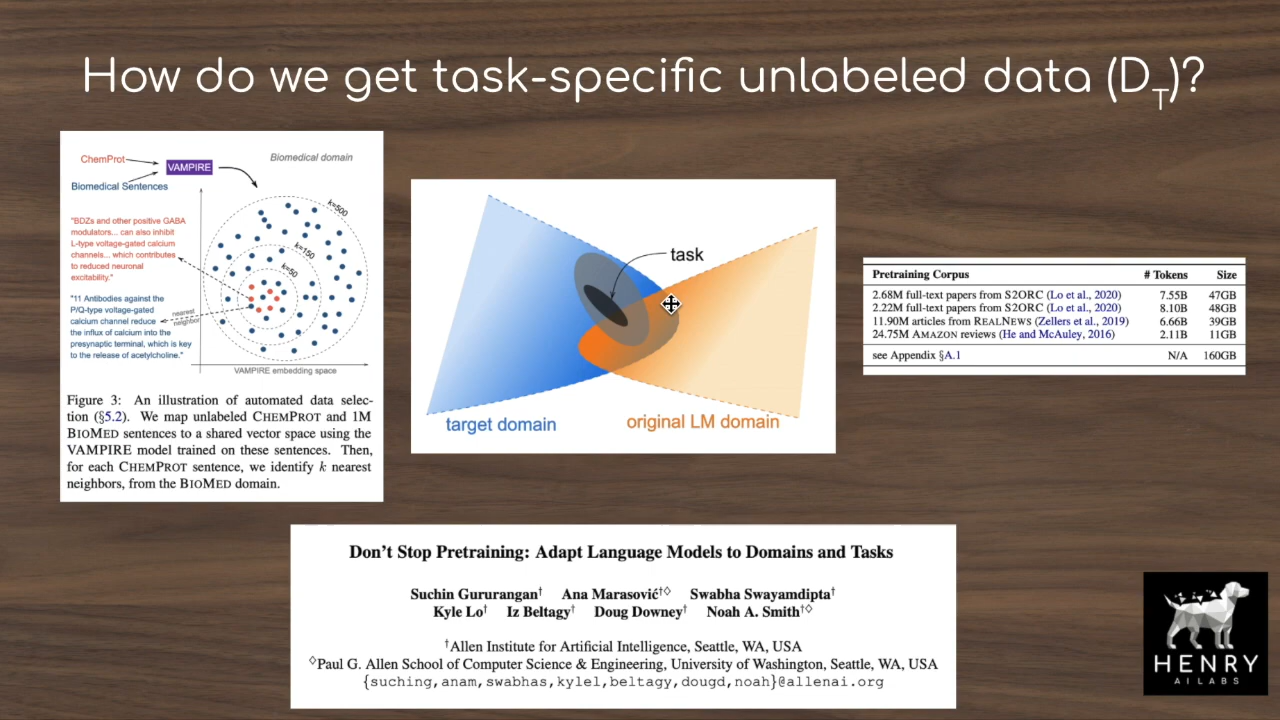 How do we get task-specific unlabeled data (D_T)?
ChemProt
VAMPIRE
Biomedical domain
Biomedical Sentences
k=500
k=150
k=50
"BDZs and other positive GABA
modulators... can also inhibit
L-type voltage-gated calcium
channels... which contributes
to reduced neuronal
excitability."
"11 Antibodies against the
P/Q-type voltage-gated
calcium channel reduce
the influx of calcium into the
presynaptic terminal, which is key
to the release of acetylcholine."
nearest
neighbor
VAMPIRE embedding space
Figure 3: An illustration of automated data selec-
tion (§5.2). We map unlabeled CHEMPROT and 1M
BIOMED sentences to a shared vector space using the
VAMPIRE model trained on these sentences. Then,
for each CHEMPROT sentence, we identify k nearest
neighbors, from the BIOMED domain.
task
target domain
original LM domain
Pretraining Corpus # Tokens Size
2.68M full-text papers from S2ORC (Lo et al., 2020) 7.55B 47GB
2.22M full-text papers from S2ORC (Lo et al., 2020) 8.10B 48GB
11.90M articles from REALNEWS (Zellers et al., 2019) 6.66B 39GB
24.75M AMAZON reviews (He and McAuley, 2016) 2.11B 11GB
see Appendix §A.1 N/A 160GB
Don't Stop Pretraining: Adapt Language Models to Domains and Tasks
Suchin Gururangan† Ana Marasović†◇ Swabha Swayamdipta†
Kyle Lo† Iz Beltagy† Doug Downey† Noah A. Smith†◇
†Allen Institute for Artificial Intelligence, Seattle, WA, USA
◇Paul G. Allen School of Computer Science & Engineering, University of Washington, Seattle, WA, USA
{suching,anam,swabhas,kylel,beltagy,dougd,noah}@allenai.org
HENRY
AI LABS